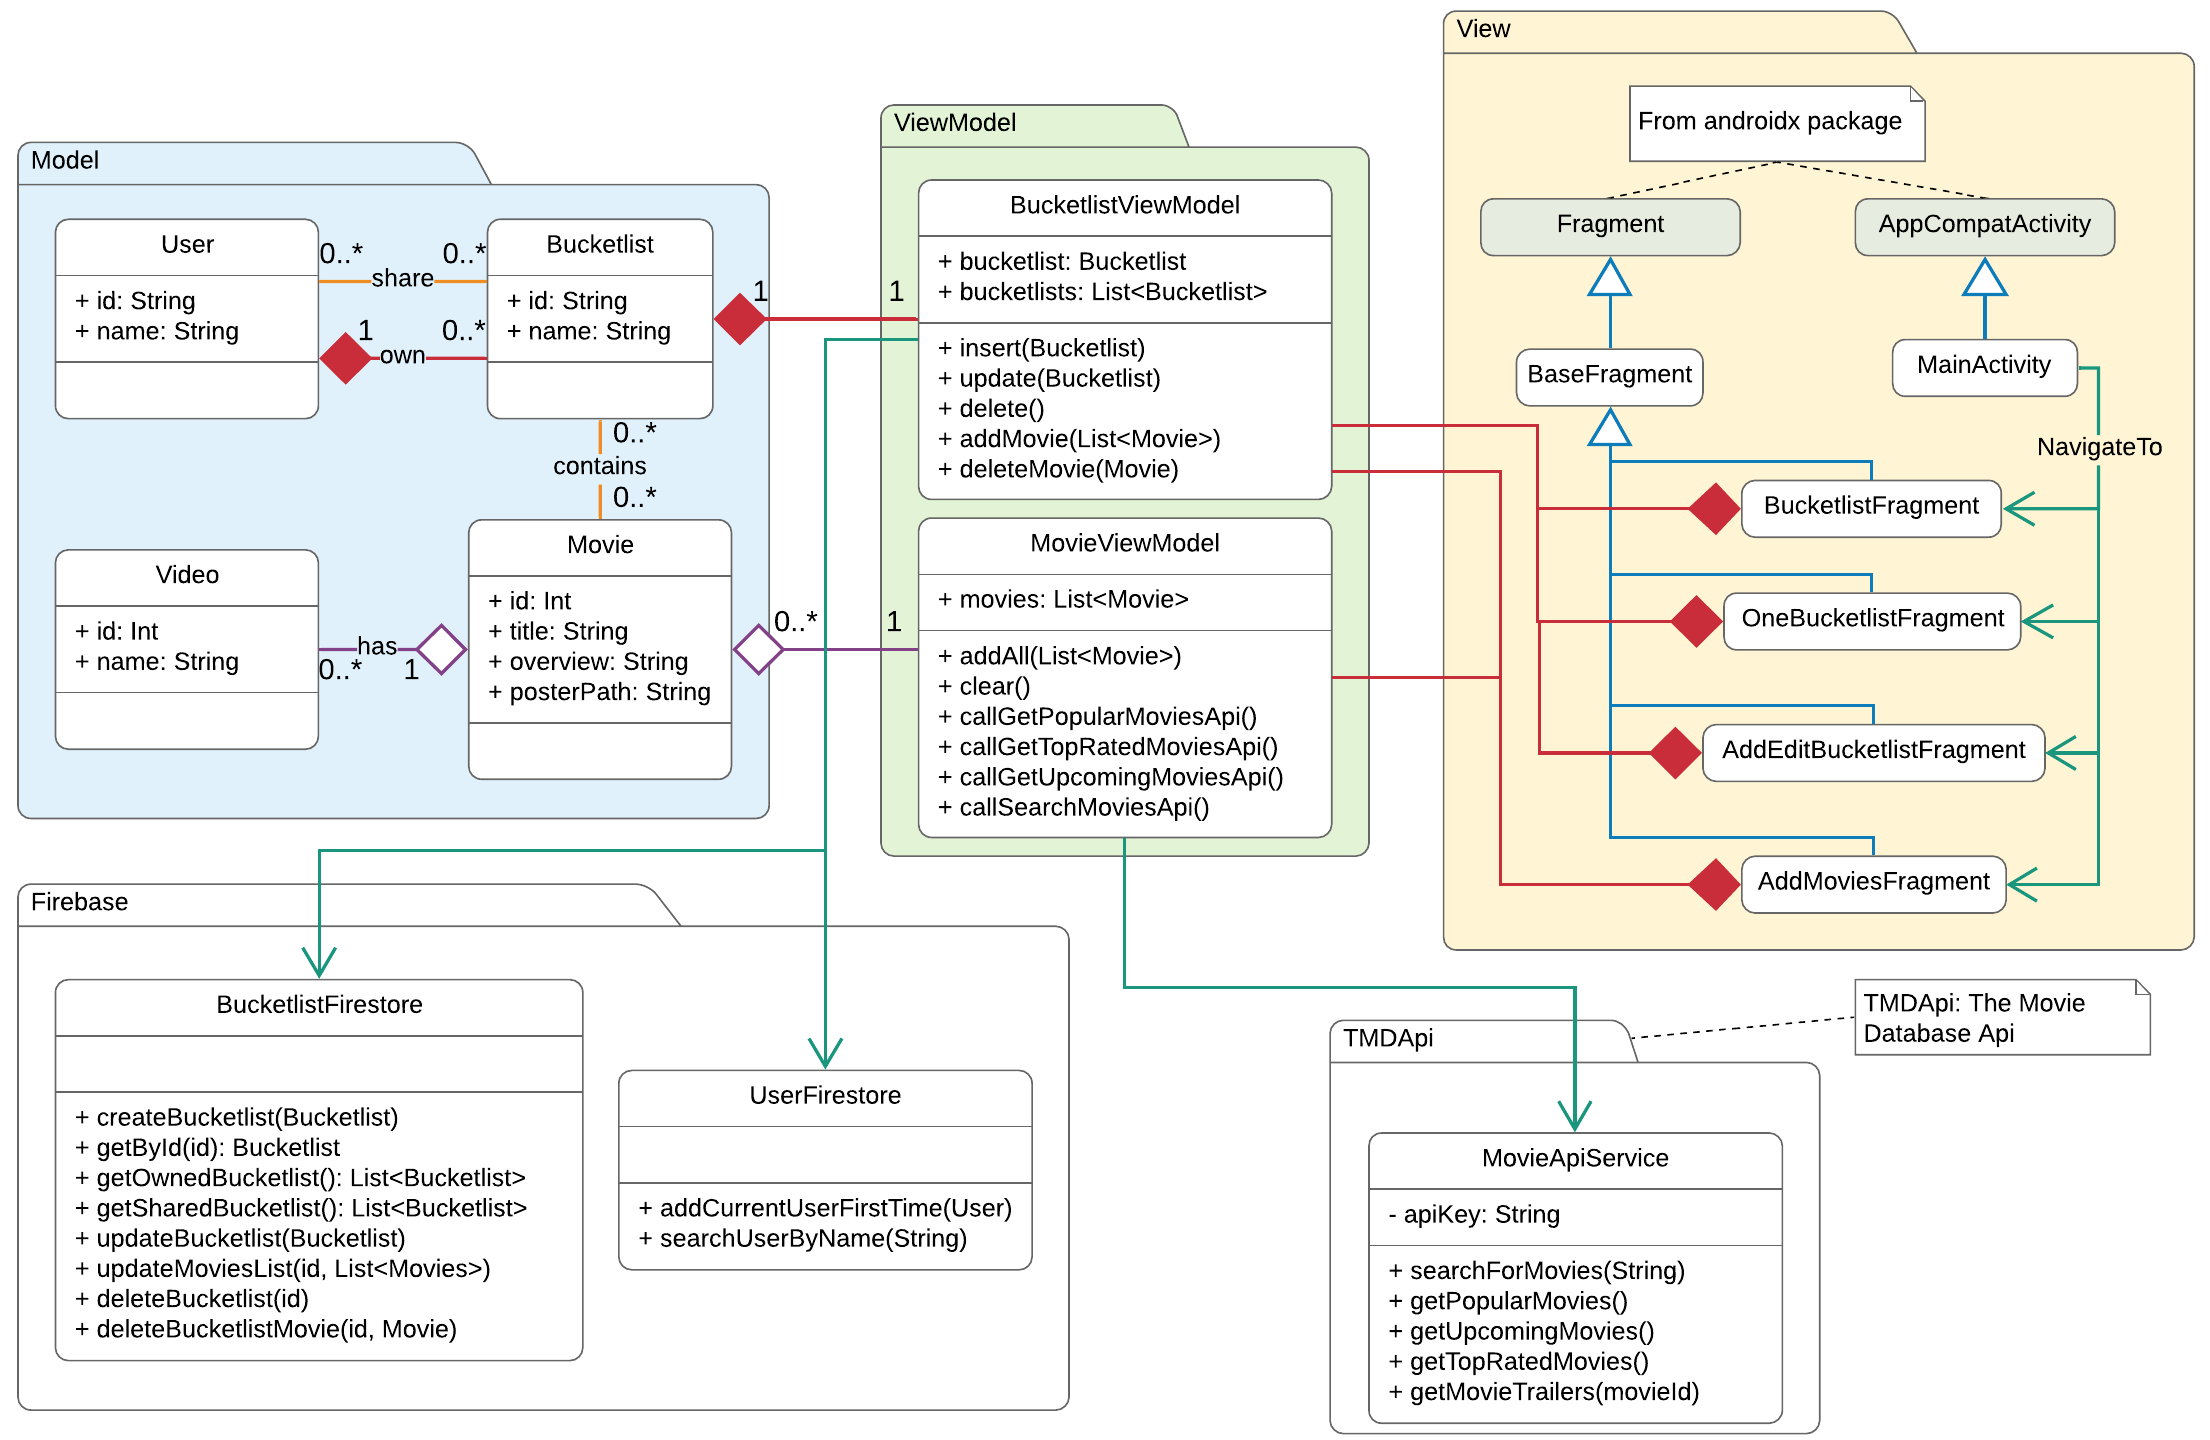 Model
User
+ id: String
+ name: String
0..*
0..*
share
1
0..*
own
Bucketlist
+ id: String
+ name: String
0..*
contains
0..*
Video
+ id: Int
+ name: String
has
0..*
1
Movie
+ id: Int
+ title: String
+ overview: String
+ posterPath: String
1
1
0..*
1
ViewModel
BucketlistViewModel
+ bucketlist: Bucketlist
+ bucketlists: List<Bucketlist>
+ insert(Bucketlist)
+ update(Bucketlist)
+ delete()
+ addMovie(List<Movie>)
+ deleteMovie(Movie)
MovieViewModel
+ movies: List<Movie>
+ addAll(List<Movie>)
+ clear()
+ callGetPopularMoviesApi()
+ callGetTopRatedMoviesApi()
+ callGetUpcomingMoviesApi()
+ callSearchMoviesApi()
View
From androidx package
Fragment
AppCompatActivity
BaseFragment
MainActivity
NavigateTo
BucketlistFragment
OneBucketlistFragment
AddEditBucketlistFragment
AddMoviesFragment
Firebase
BucketlistFirestore
+ createBucketlist(Bucketlist)
+ getById(id): Bucketlist
+ getOwnedBucketlist(): List<Bucketlist>
+ getSharedBucketlist(): List<Bucketlist>
+ updateBucketlist(Bucketlist)
+ updateMoviesList(id, List<Movies>)
+ deleteBucketlist(id)
+ deleteBucketlistMovie(id, Movie)
UserFirestore
+ addCurrentUserFirstTime(User)
+ searchUserByName(String)
TMDApi
TMDApi: The Movie
Database Api
MovieApiService
- apiKey: String
+ searchForMovies(String)
+ getPopularMovies()
+ getUpcomingMovies()
+ getTopRatedMovies()
+ getMovieTrailers(movieId)